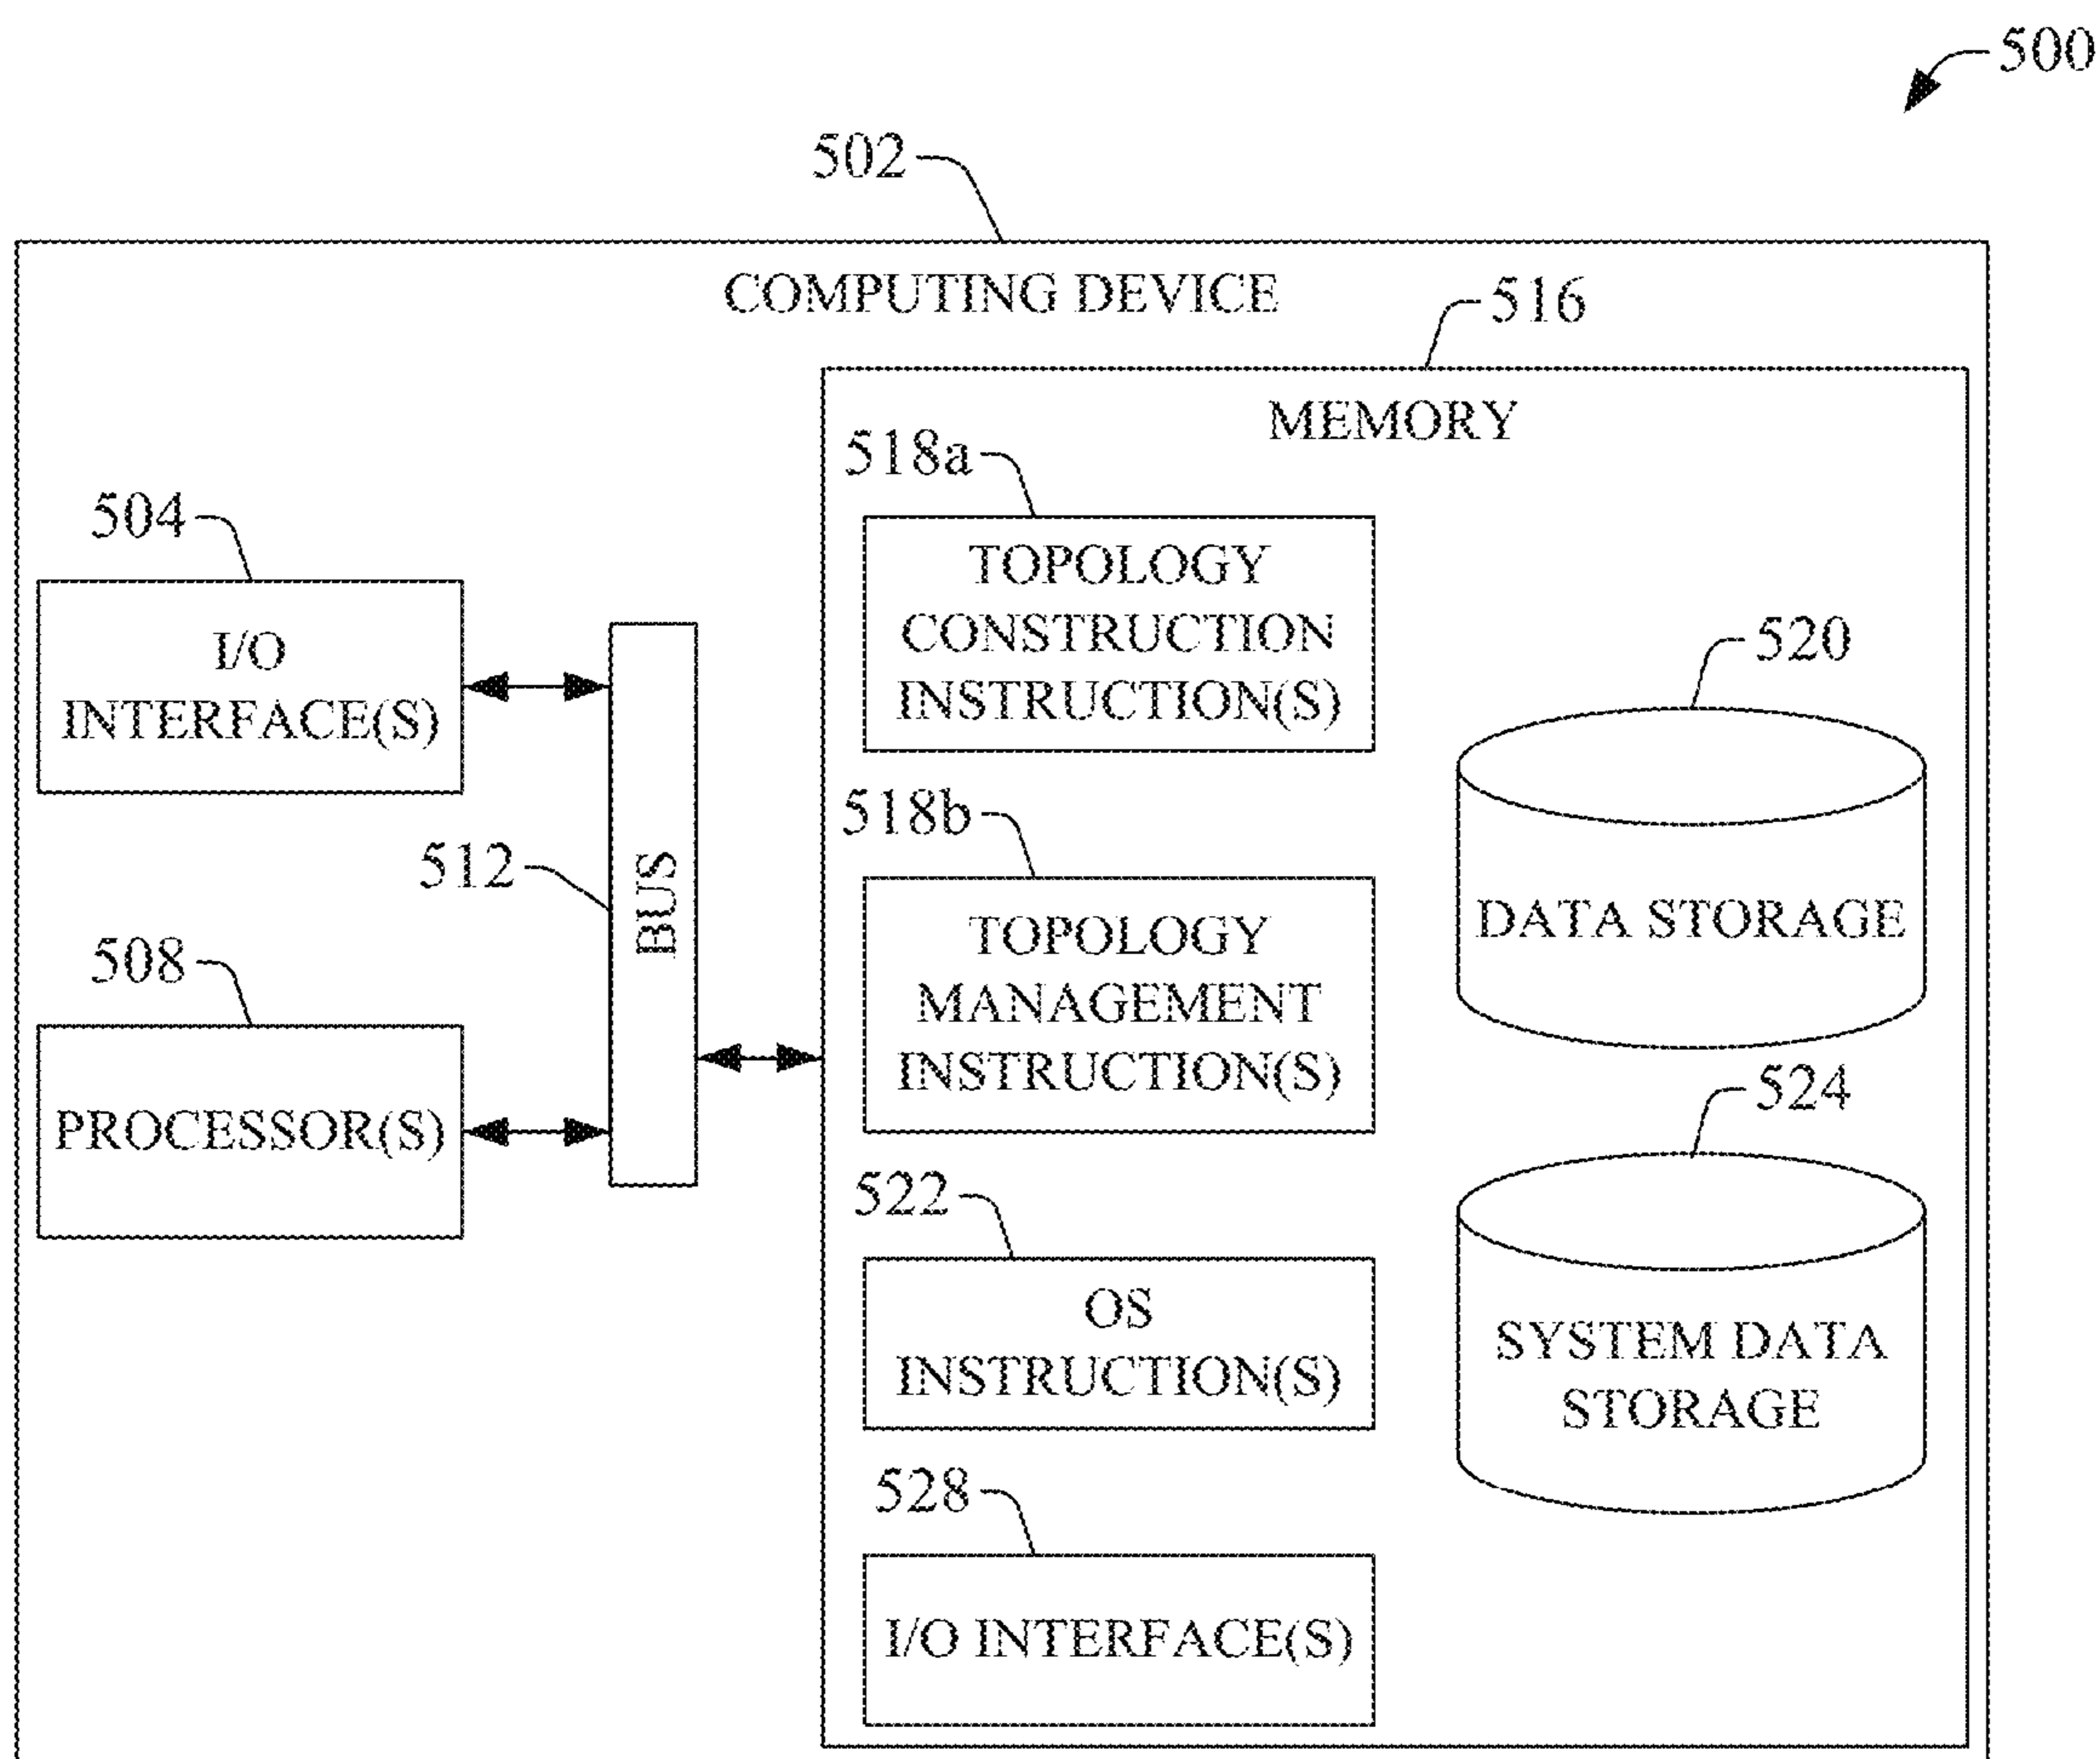 500
502
COMPUTING DEVICE
516
MEMORY
518a
TOPOLOGY
CONSTRUCTION
INSTRUCTION(S)
504
I/O
INTERFACE(S)
520
DATA STORAGE
518b
TOPOLOGY
MANAGEMENT
INSTRUCTION(S)
512
BUS
508
PROCESSOR(S)
524
SYSTEM DATA
STORAGE
522
OS
INSTRUCTION(S)
528
I/O INTERFACE(S)